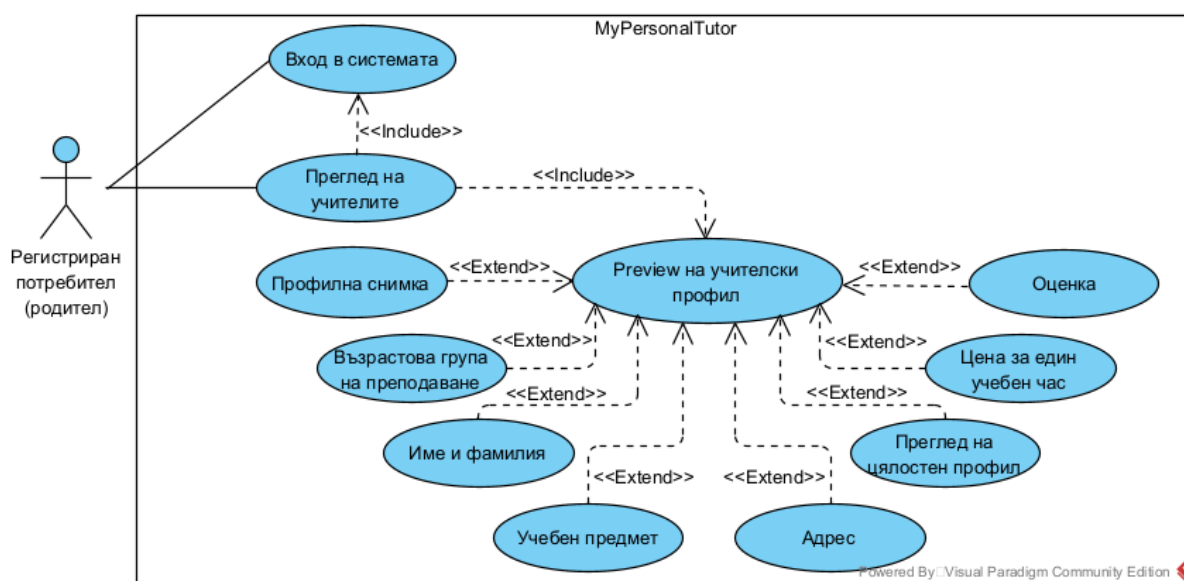 MyPersonalTutor
Вход в системата
<<Include>>
Преглед на
учителите
<<Include>>
Регистриран
потребител
(родител)
Профилна снимка
<<Extend>>
Preview на учителски
профил
<<Extend>>
Оценка
Възрастова група
на преподаване
<<Extend>>
<<Extend>>
Цена за един
учебен час
Име и фамилия
<<Extend>>
<<Extend>>
Преглед на
цялостен профил
<<Extend>>
Учебен предмет
<<Extend>>
Адрес
Powered By Visual Paradigm Community Edition